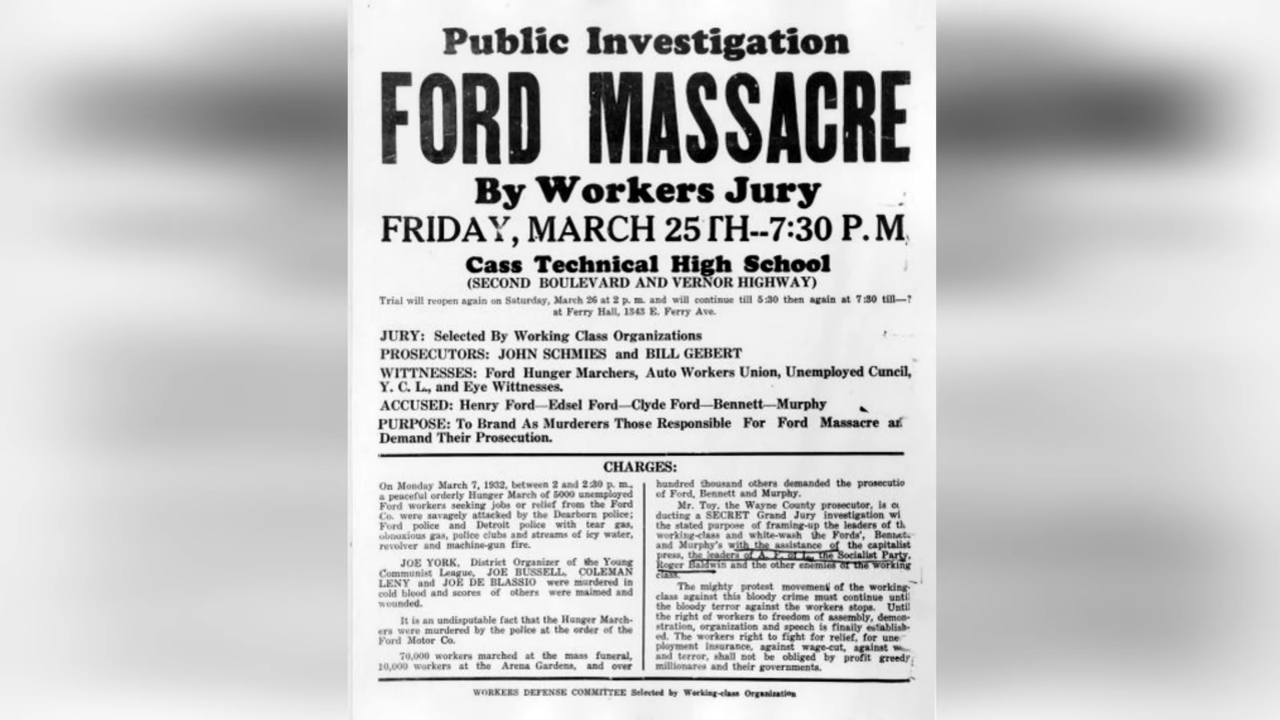 Public Investigation
FORD MASSACRE
By Workers Jury
FRIDAY, MARCH 25TH--7:30 P. M.
Cass Technical High School
(SECOND BOULEVARD AND VERNOR HIGHWAY)
Trial will reopen again on Saturday, March 26 at 2 p. m. and will continue till 5:30 then again at 7:30 till—?
at Ferry Hall, 1343 E. Ferry Ave.
JURY: Selected By Working Class Organizations
PROSECUTORS: JOHN SCHMIES and BILL GEBERT
WITTNESSES: Ford Hunger Marchers, Auto Workers Union, Unemployed Cuncil,
Y. C. L., and Eye Witnesses.
ACCUSED: Henry Ford—Edsel Ford—Clyde Ford—Bennett—Murphy
PURPOSE: To Brand As Murderers Those Responsible For Ford Massacre an
Demand Their Prosecution.
CHARGES:
On Monday March 7, 1932, between 2 and 2:30 p. m.,
a peaceful orderly Hunger March of 5000 unemployed
Ford workers seeking jobs or relief from the Ford
Co. were savagely attacked by the Dearborn police;
Ford police and Detroit police with tear gas,
obnoxious gas, police clubs and streams of icy water,
revolver and machine-gun fire.
JOE YORK, District Organizer of the Young
Communist League, JOE BUSSELL, COLEMAN
LENY and JOE DE BLASSIO were murdered in
cold blood and scores of others were maimed and
wounded.
It is an undisputable fact that the Hunger March-
ers were murdered by the police at the order of the
Ford Motor Co.
70,000 workers marched at the mass funeral,
10,000 workers at the Arena Gardens, and over
hundred thousand others demanded the prosecutio
of Ford, Bennett and Murphy.
Mr. Toy, the Wayne County prosecutor, is co
ducting a SECRET Grand Jury investigation wi
the stated purpose of framing-up the leaders of th
working-class and white-wash the Fords', Bennet
and Murphy's with the assistance of the capitalist
press, the leaders of A. F. of L., the Socialist Party,
Roger Baldwin and the other enemies of the working
class.
The mighty protest movement of the working-
class against this bloody crime must continue until
the bloody terror against the workers stops. Until
the right of workers to freedom of assembly, demon-
stration, organization and speech is finally establish-
ed. The workers right to fight for relief, for une
ployment insurance, against wage-cut, against
and terror, shall not be obliged by profit greedy
millionares and their governments.
WORKERS DEFENSE COMMITTEE Selected by Working-class Organization